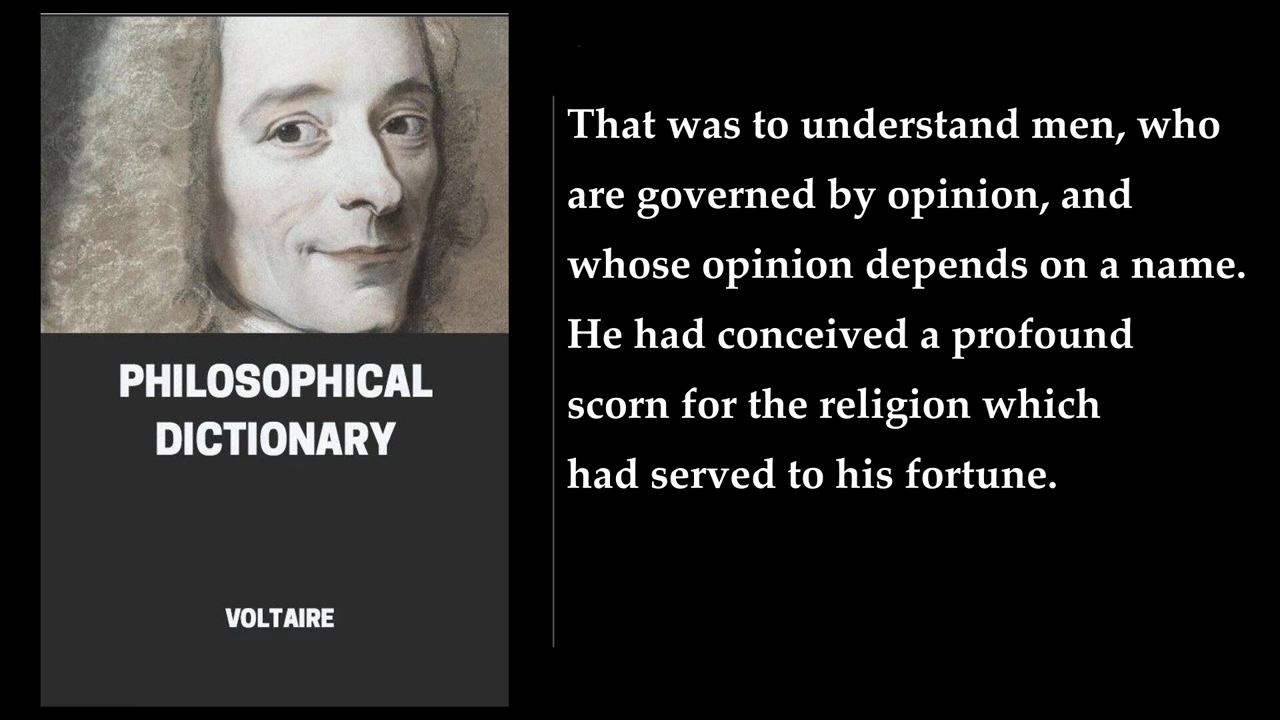 PHILOSOPHICAL
DICTIONARY
VOLTAIRE
That was to understand men, who
are governed by opinion, and
whose opinion depends on a name.
He had conceived a profound
scorn for the religion which
had served to his fortune.